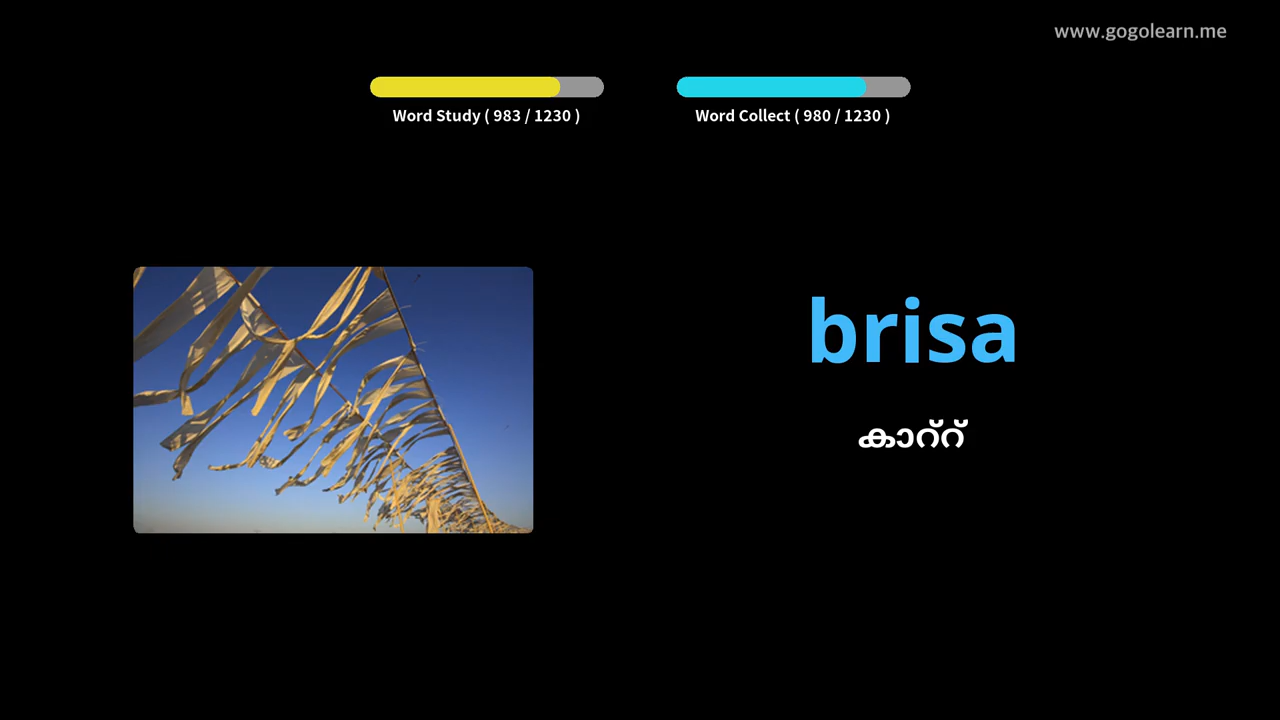 www.gogolearn.me
Word Study ( 983 / 1230 )
Word Collect ( 980 / 1230 )
brisa
കാറ്റ്